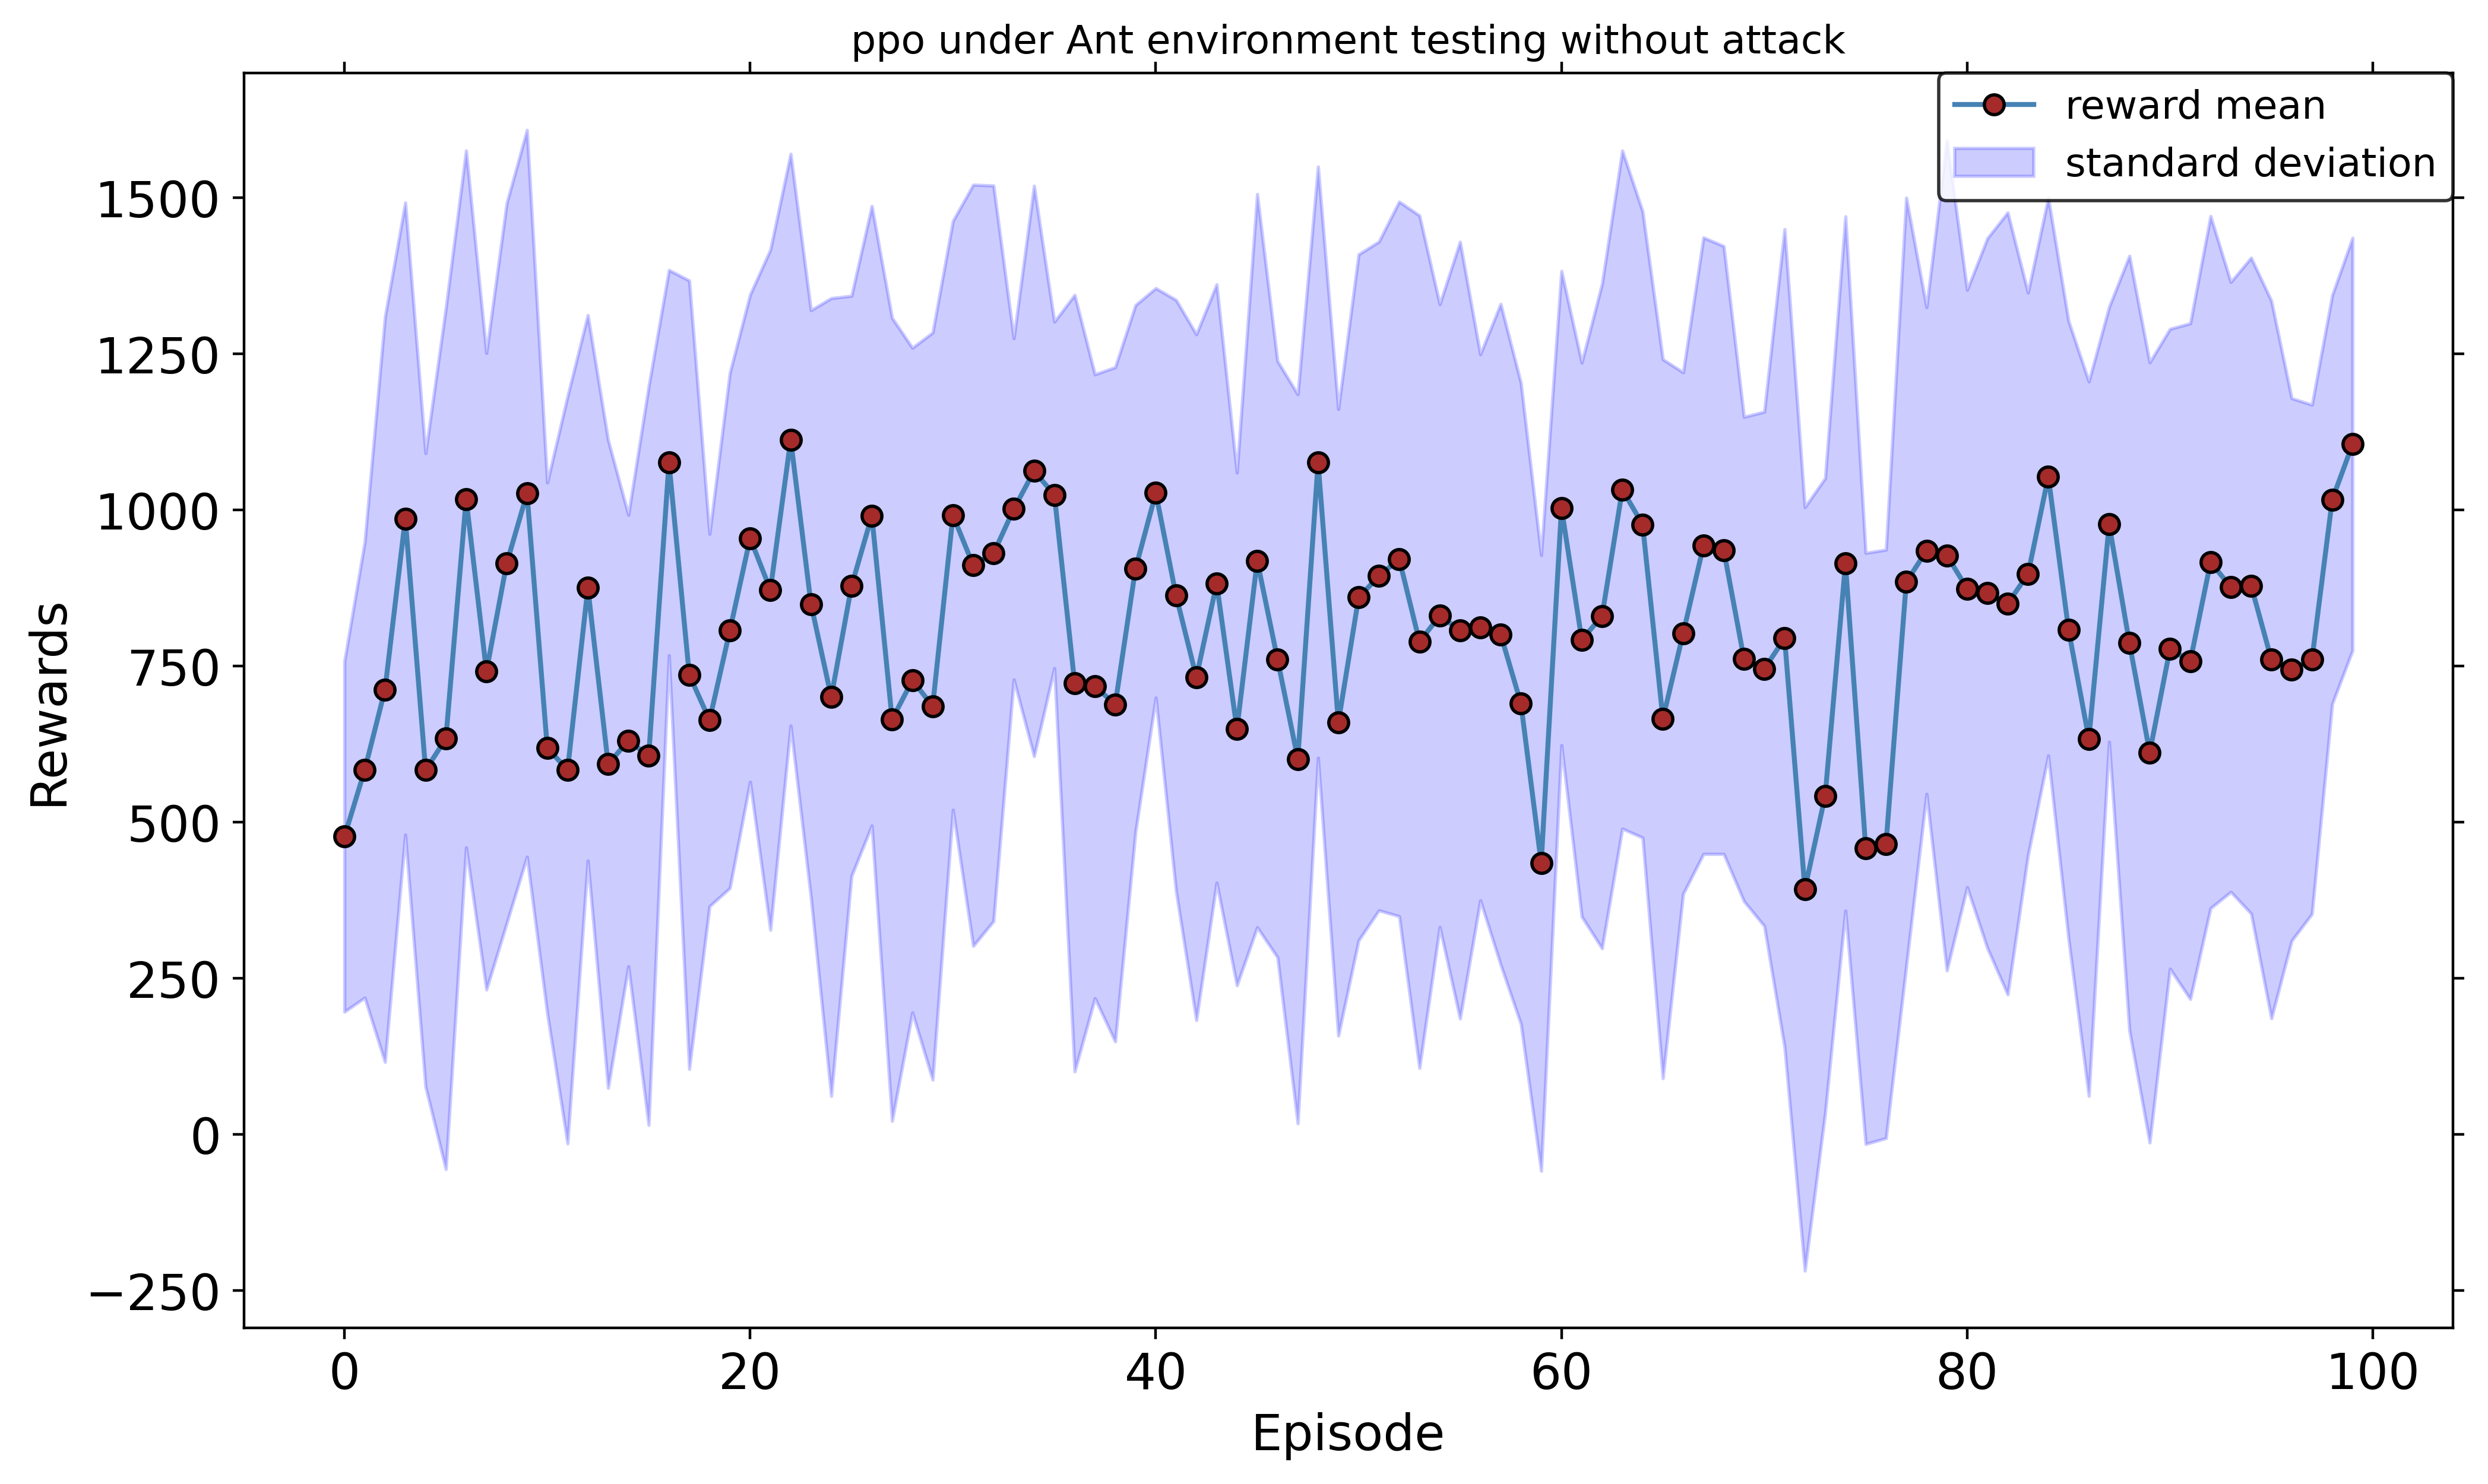 ppo under Ant environment testing without attack
reward mean
standard deviation
1500
1250
1000
750
500
250
0
−250
Rewards
0 20 40 60 80 100
Episode